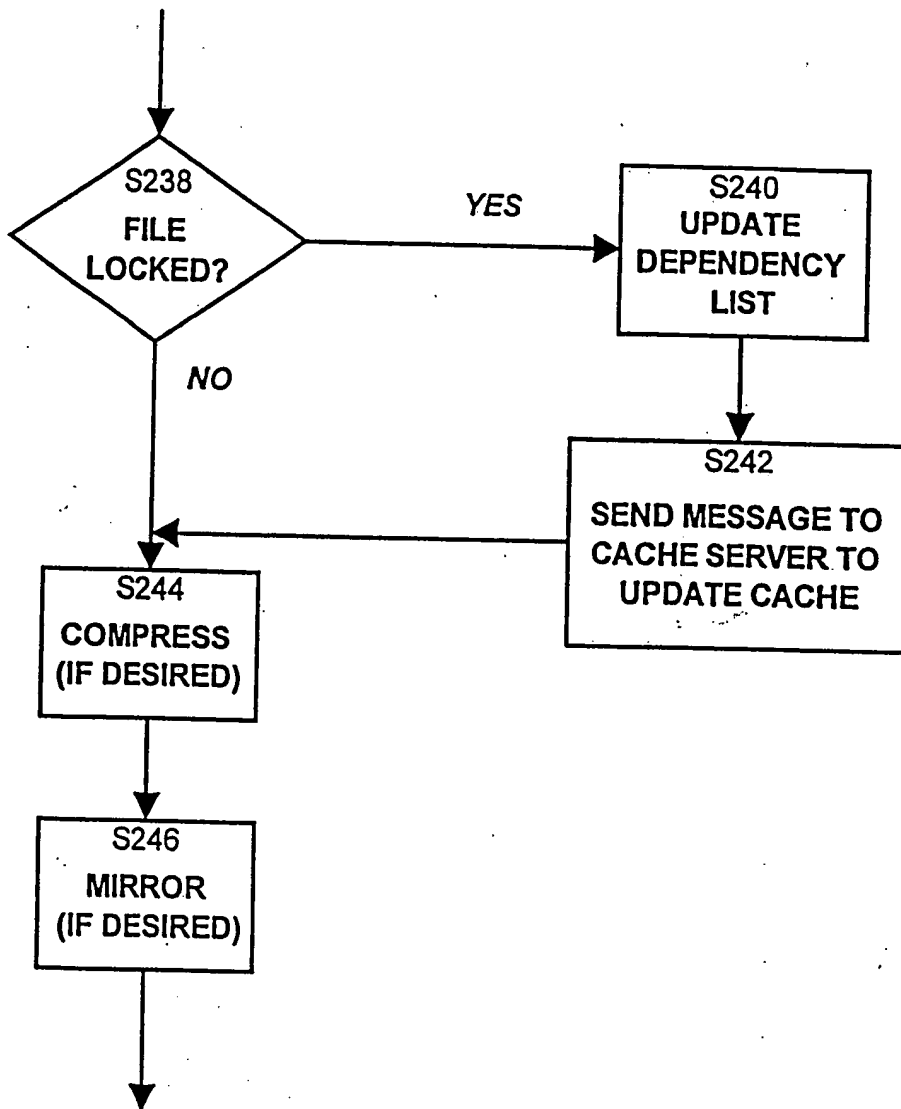 S238
FILE
LOCKED?
YES
S240
UPDATE
DEPENDENCY
LIST
NO
S242
SEND MESSAGE TO
CACHE SERVER TO
UPDATE CACHE
S244
COMPRESS
(IF DESIRED)
S246
MIRROR
(IF DESIRED)